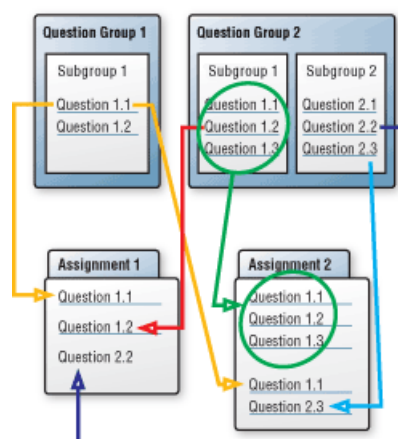 Question Group 1
Subgroup 1
Question 1.1
Question 1.2
Question Group 2
Subgroup 1
Question 1.1
Question 1.2
Question 1.3
Subgroup 2
Question 2.1
Question 2.2
Question 2.3
Assignment 1
Question 1.1
Question 1.2
Question 2.2
Assignment 2
Question 1.1
Question 1.2
Question 1.3
Question 1.1
Question 2.3